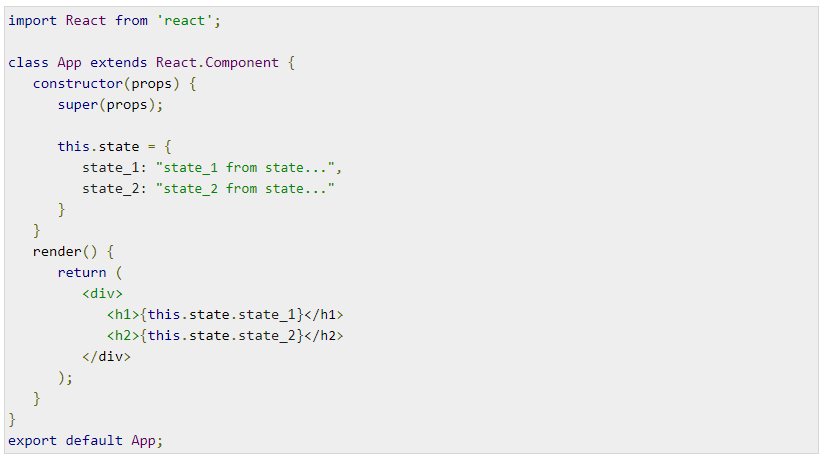 import React from 'react';

class App extends React.Component {
   constructor(props) {
      super(props);

      this.state = {
         state_1: "state_1 from state...",
         state_2: "state_2 from state..."
      }
   }
   render() {
      return (
         <div>
            <h1>{this.state.state_1}</h1>
            <h2>{this.state.state_2}</h2>
         </div>
      );
   }
}
export default App;